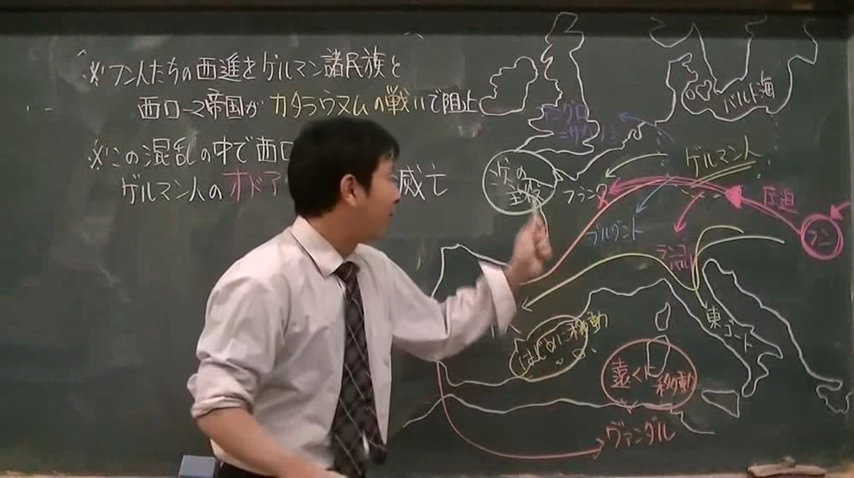 ※フン人たちの西進をゲルマン諸民族と
西ローマ帝国がカタラウヌムの戦いで阻止
※この混乱の中で西ロ
ゲルマン人のオドア 滅亡
バルト海
アングロ
=サクソン
ゲルマン人
次の
主役
フランク
圧迫
フン
ブルグント
ランゴ
バルド
東ゴート
はじめに移動
遠くに
移動
ヴァンダル